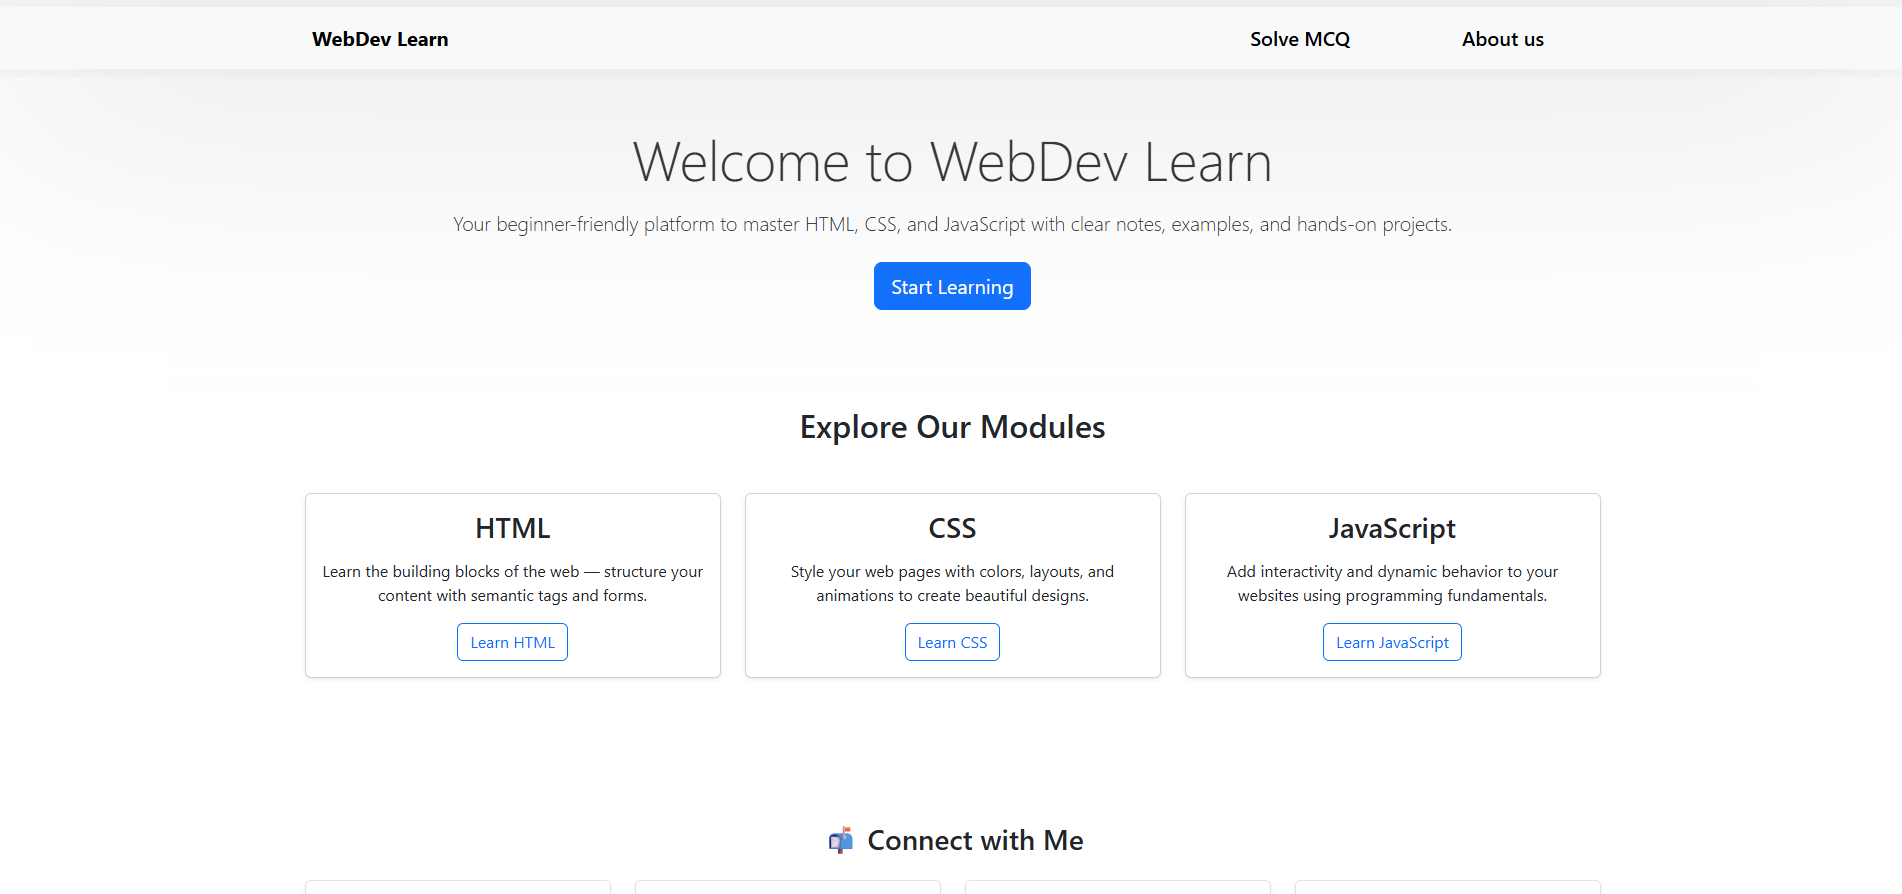 WebDev Learn
Solve MCQ
About us
Welcome to WebDev Learn
Your beginner-friendly platform to master HTML, CSS, and JavaScript with clear notes, examples, and hands-on projects.
Start Learning
Explore Our Modules
HTML
Learn the building blocks of the web — structure your
content with semantic tags and forms.
Learn HTML
CSS
Style your web pages with colors, layouts, and
animations to create beautiful designs.
Learn CSS
JavaScript
Add interactivity and dynamic behavior to your
websites using programming fundamentals.
Learn JavaScript
📬 Connect with Me